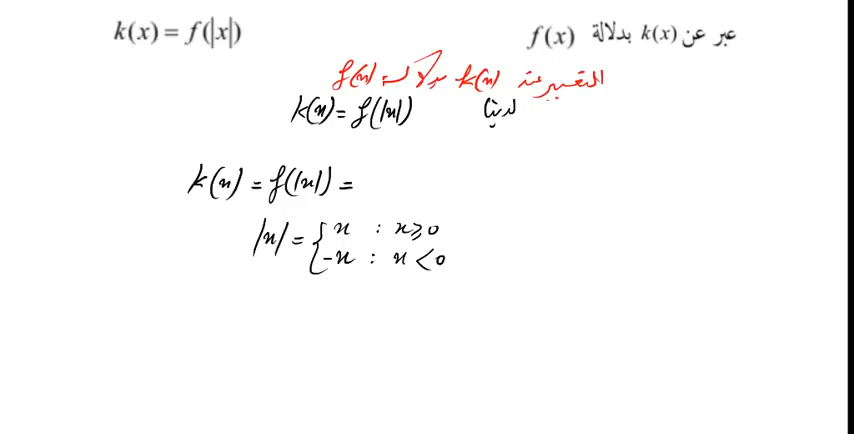 عبر عن k(x) بدلالة f(x) k(x) = f(|x|)
التعبير عن k(x) بدلالة f(x)
لدينا k(x) = f(|x|)
k(x) = f(|x|) =
|x| = { x : x ≥ 0
-x : x < 0